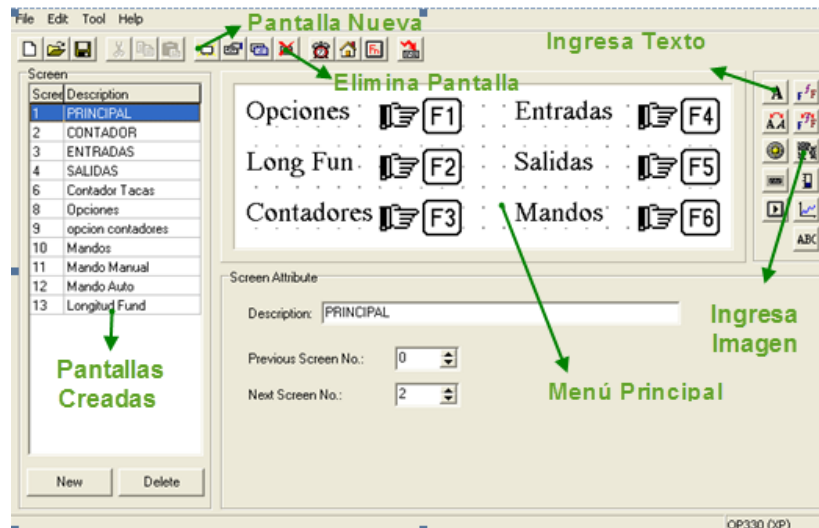 File Edit Tool Help
Pantalla Nueva
Ingresa Texto
Elimina Pantalla
Screen
Scree Description
1 PRINCIPAL
2 CONTADOR
3 ENTRADAS
4 SALIDAS
6 Contador Tacas
8 Opciones
9 opcion contadores
10 Mandos
11 Mando Manual
12 Mando Auto
13 Longitud Fund
Pantallas
Creadas
New Delete
Opciones F1 Entradas F4
Long Fun F2 Salidas F5
Contadores F3 Mandos F6
A
ABC
Screen Attribute
Description: PRINCIPAL
Previous Screen No.: 0
Next Screen No.: 2
Menú Principal
Ingresa
Imagen
OP330 (XP)